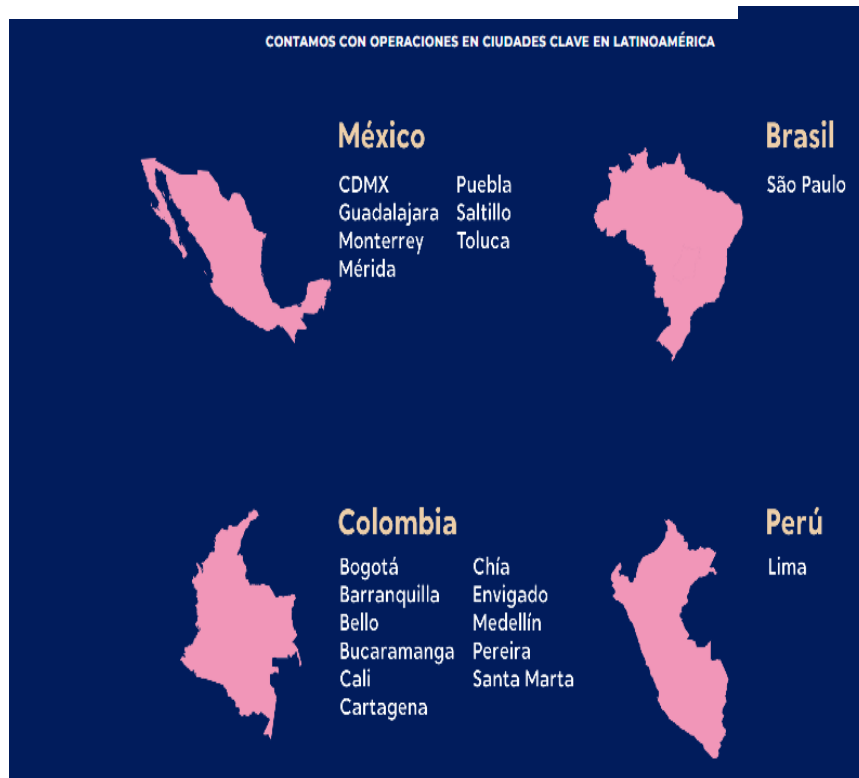 CONTAMOS CON OPERACIONES EN CIUDADES CLAVE EN LATINOAMÉRICA
México
CDMX
Guadalajara
Monterrey
Mérida
Puebla
Saltillo
Toluca
Brasil
São Paulo
Colombia
Bogotá
Barranquilla
Bello
Bucaramanga
Cali
Cartagena
Chía
Envigado
Medellín
Pereira
Santa Marta
Perú
Lima